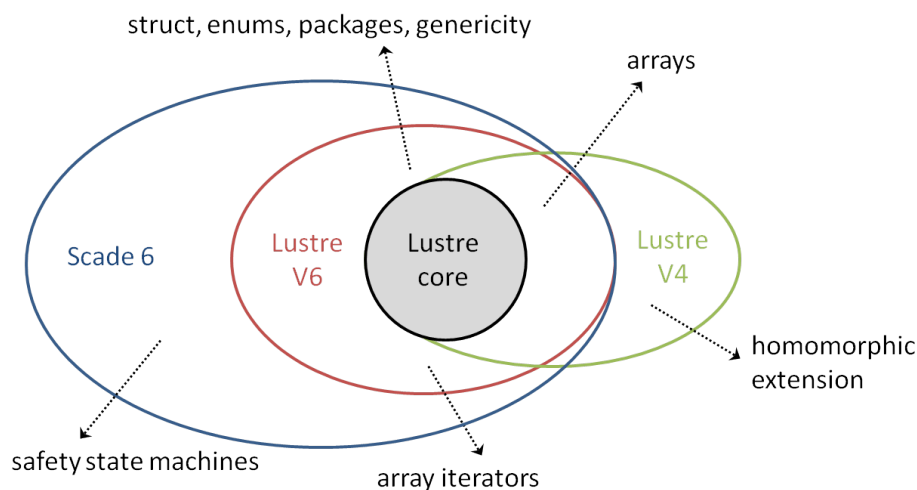 struct, enums, packages, genericity
arrays
Scade 6
Lustre
V6
Lustre
core
Lustre
V4
homomorphic
extension
safety state machines
array iterators